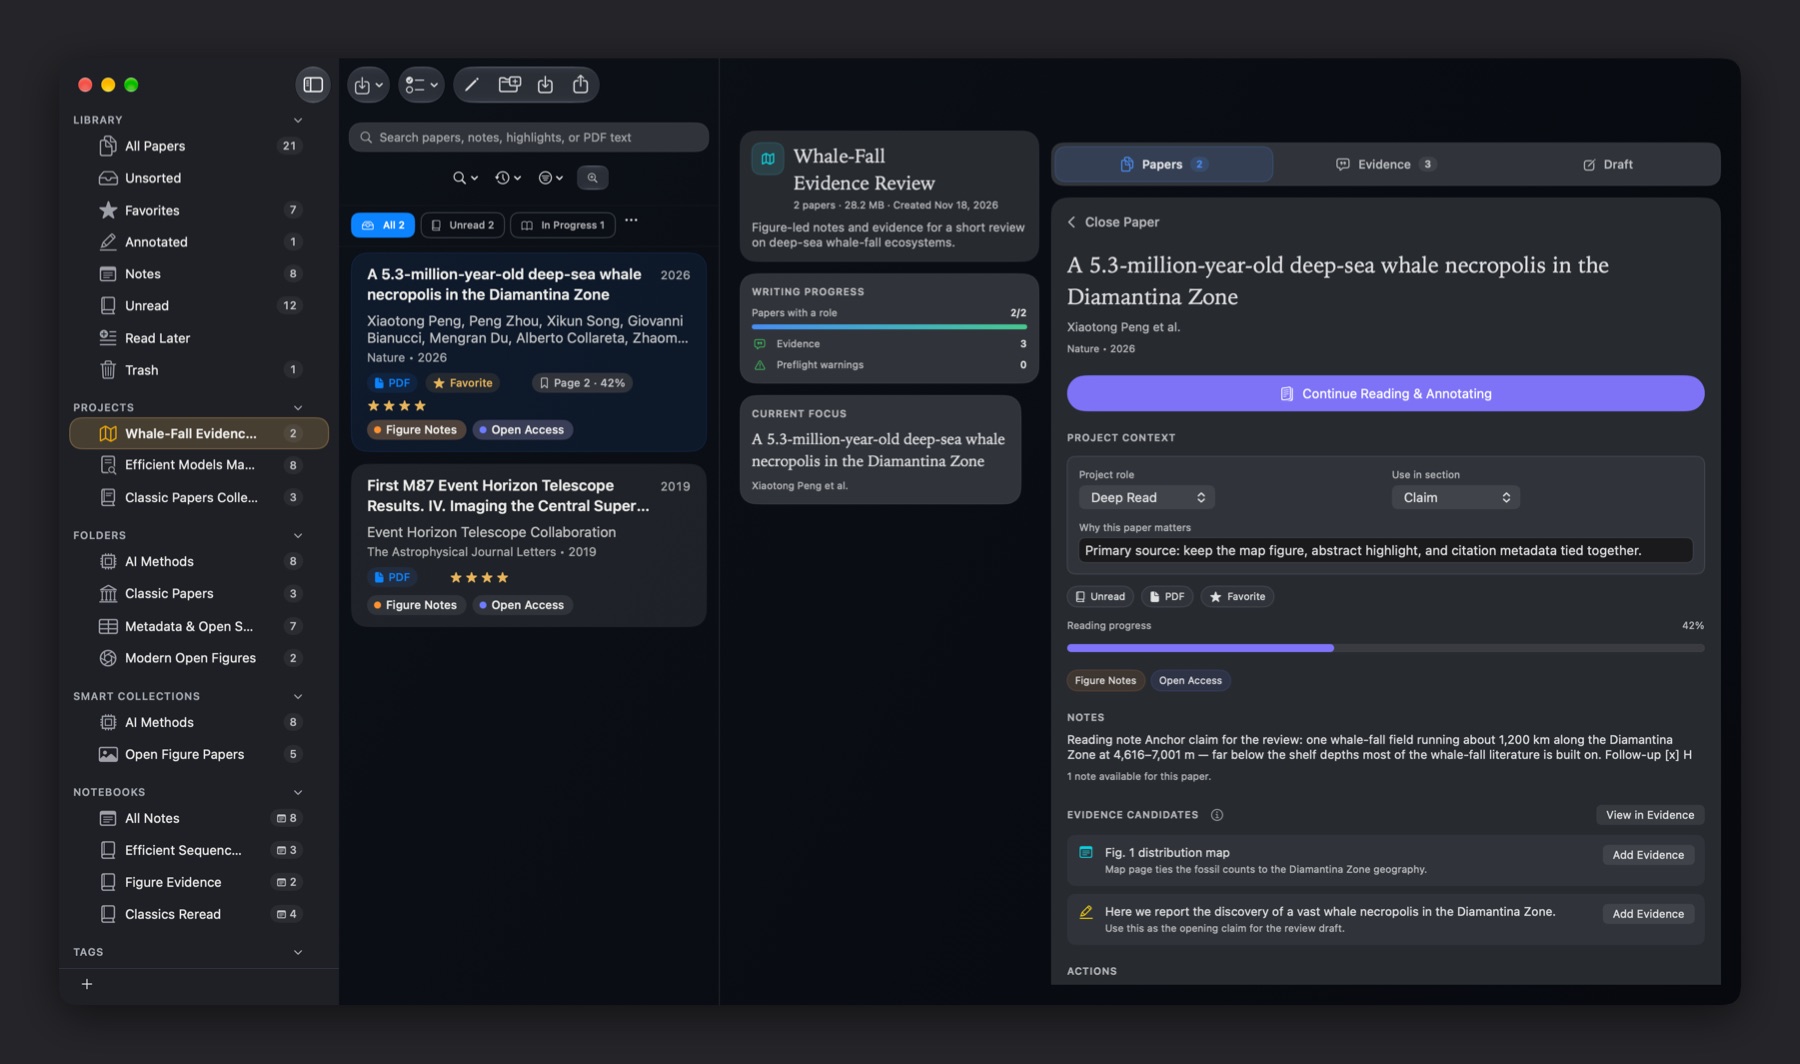 LIBRARY
All Papers 21
Unsorted
Favorites 7
Annotated 1
Notes 8
Unread 12
Read Later
Trash 1
PROJECTS
Whale-Fall Evidenc... 2
Efficient Models Ma... 8
Classic Papers Colle... 3
FOLDERS
AI Methods 8
Classic Papers 3
Metadata & Open S... 7
Modern Open Figures 2
SMART COLLECTIONS
AI Methods 8
Open Figure Papers 5
NOTEBOOKS
All Notes 8
Efficient Sequenc... 3
Figure Evidence 2
Classics Reread 4
TAGS
Search papers, notes, highlights, or PDF text
All 2 Unread 2 In Progress 1 ...
A 5.3-million-year-old deep-sea whale 2026
necropolis in the Diamantina Zone
Xiaotong Peng, Peng Zhou, Xikun Song, Giovanni
Bianucci, Mengran Du, Alberto Collareta, Zhaom...
Nature • 2026
PDF Favorite Page 2 · 42%
Figure Notes Open Access
First M87 Event Horizon Telescope 2019
Results. IV. Imaging the Central Super...
Event Horizon Telescope Collaboration
The Astrophysical Journal Letters • 2019
PDF
Figure Notes Open Access
Whale-Fall
Evidence Review
2 papers · 28.2 MB · Created Nov 18, 2026
Figure-led notes and evidence for a short review
on deep-sea whale-fall ecosystems.
WRITING PROGRESS
Papers with a role 2/2
Evidence 3
Preflight warnings 0
CURRENT FOCUS
A 5.3-million-year-old deep-sea whale
necropolis in the Diamantina Zone
Xiaotong Peng et al.
Papers 2 Evidence 3 Draft
Close Paper
A 5.3-million-year-old deep-sea whale necropolis in the
Diamantina Zone
Xiaotong Peng et al.
Nature • 2026
Continue Reading & Annotating
PROJECT CONTEXT
Project role Use in section
Deep Read Claim
Why this paper matters
Primary source: keep the map figure, abstract highlight, and citation metadata tied together.
Unread PDF Favorite
Reading progress 42%
Figure Notes Open Access
NOTES
Reading note Anchor claim for the review: one whale-fall field running about 1,200 km along the Diamantina
Zone at 4,616–7,001 m — far below the shelf depths most of the whale-fall literature is built on. Follow-up [x] H
1 note available for this paper.
EVIDENCE CANDIDATES View in Evidence
Fig. 1 distribution map Add Evidence
Map page ties the fossil counts to the Diamantina Zone geography.
Here we report the discovery of a vast whale necropolis in the Diamantina Zone. Add Evidence
Use this as the opening claim for the review draft.
ACTIONS